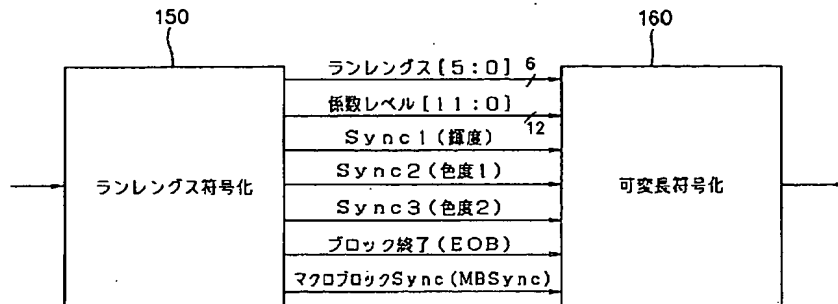 150
160
ランレングス[5:0] 6
係数レベル[11:0]
12
Sync1(輝度)
Sync2(色度1)
Sync3(色度2)
ブロック終了(EOB)
マクロブロックSync(MBSync)
ランレングス符号化
可変長符号化